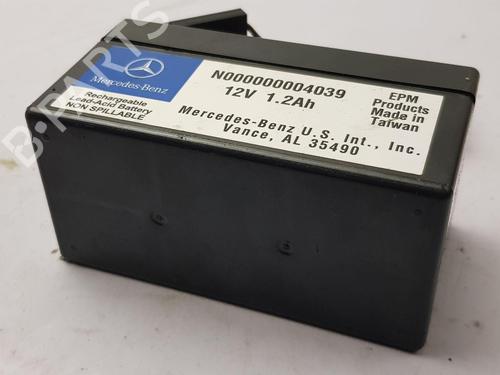 Mercedes-Benz
Rechargeable
Lead-Acid Battery
NON SPILLABLE
N000000004039
12V 1.2Ah
Mercedes-Benz U.S. Int., Inc.
Vance, AL 35490
EPM
Products
Made in
Taiwan
B-PARTS